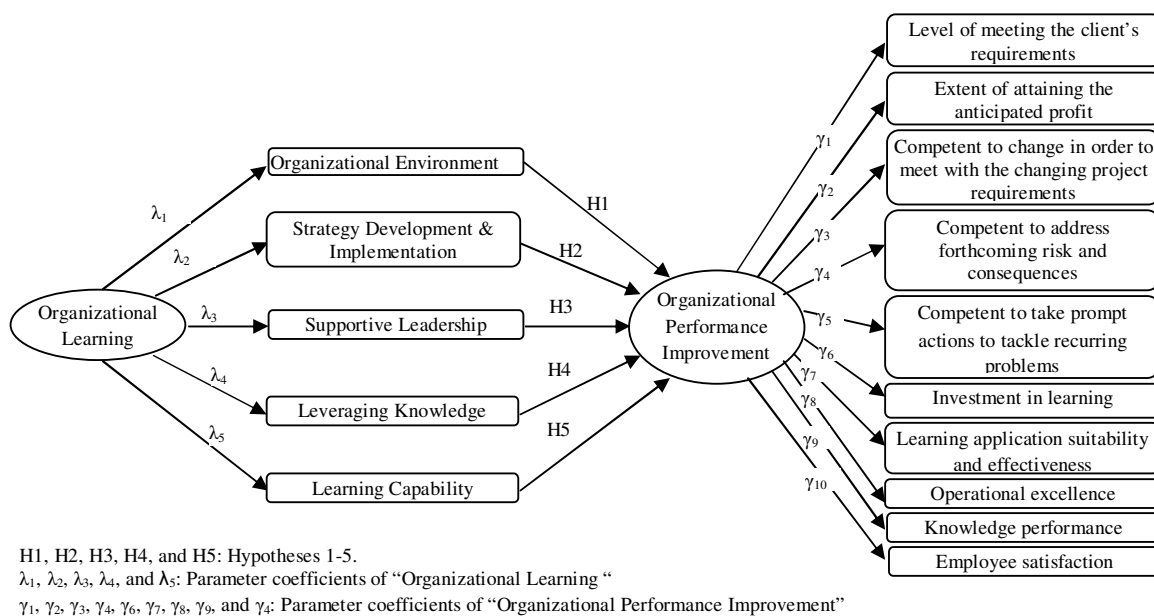 Organizational
Learning
λ1
λ2
λ3
λ4
λ5
Organizational Environment
Strategy Development &
Implementation
Supportive Leadership
Leveraging Knowledge
Learning Capability
H1
H2
H3
H4
H5
Organizational
Performance
Improvement
γ1
γ2
γ3
γ4
γ5
γ6
γ7
γ8
γ9
γ10
Level of meeting the client’s
requirements
Extent of attaining the
anticipated profit
Competent to change in order to
meet with the changing project
requirements
Competent to address
forthcoming risk and
consequences
Competent to take prompt
actions to tackle recurring
problems
Investment in learning
Learning application suitability
and effectiveness
Operational excellence
Knowledge performance
Employee satisfaction
H1, H2, H3, H4, and H5: Hypotheses 1-5.
λ1, λ2, λ3, λ4, and λ5: Parameter coefficients of “Organizational Learning “
γ1, γ2, γ3, γ4, γ6, γ7, γ8, γ9, and γ4: Parameter coefficients of “Organizational Performance Improvement”